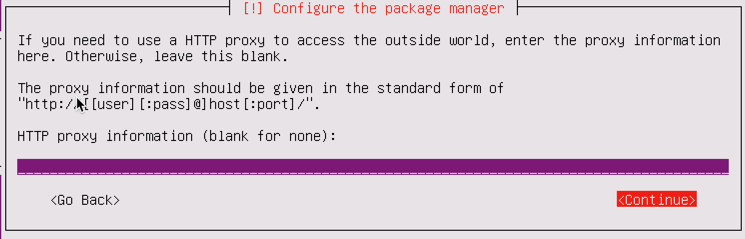 [!] Configure the package manager
If you need to use a HTTP proxy to access the outside world, enter the proxy information
here. Otherwise, leave this blank.
The proxy information should be given in the standard form of
"http://[[user][:pass]@]host[:port]/".
HTTP proxy information (blank for none):
<Go Back>
<Continue>